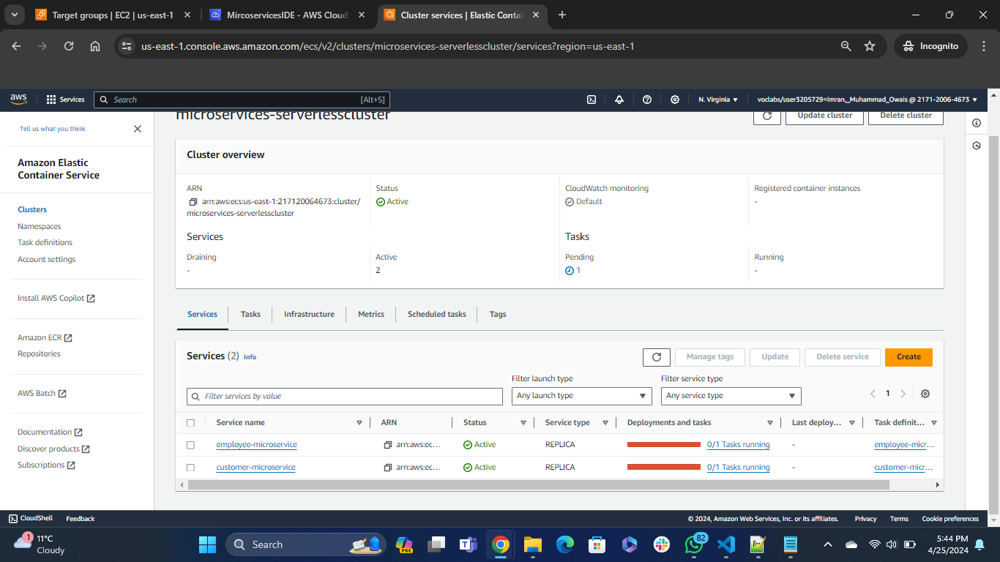 Target groups | EC2 | us-east-1
MircoservicesIDE - AWS Cloud
Cluster services | Elastic Contai
us-east-1.console.aws.amazon.com/ecs/v2/clusters/microservices-serverlesscluster/services?region=us-east-1
Incognito
aws
Services
Search
[Alt+S]
N. Virginia
voclabs/user3205729=Imran,_Muhammad_Owais @ 2171-2006-4673
Tell us what you think
Amazon Elastic
Container Service
Clusters
Namespaces
Task definitions
Account settings
Install AWS Copilot
Amazon ECR
Repositories
AWS Batch
Documentation
Discover products
Subscriptions
microservices-serverlesscluster
Update cluster
Delete cluster
Cluster overview
ARN
arn:aws:ecs:us-east-1:217120064673:cluster/
microservices-serverlesscluster
Status
Active
CloudWatch monitoring
Default
Registered container instances
-
Services
Tasks
Draining
-
Active
2
Pending
1
Running
-
Services
Tasks
Infrastructure
Metrics
Scheduled tasks
Tags
Services (2) Info
Manage tags
Update
Delete service
Create
Filter launch type
Filter service type
Filter services by value
Any launch type
Any service type
1
Service name ARN Status Service type Deployments and tasks Last deploy... Task definit...
employee-microservice arn:aws:ec... Active REPLICA 0/1 Tasks running - employee-micr...
customer-microservice arn:aws:ec... Active REPLICA 0/1 Tasks running - customer-micr...
CloudShell
Feedback
© 2024, Amazon Web Services, Inc. or its affiliates.
Privacy
Terms
Cookie preferences
1
11°C
Cloudy
Search
PRE
82
5:44 PM
4/25/2024